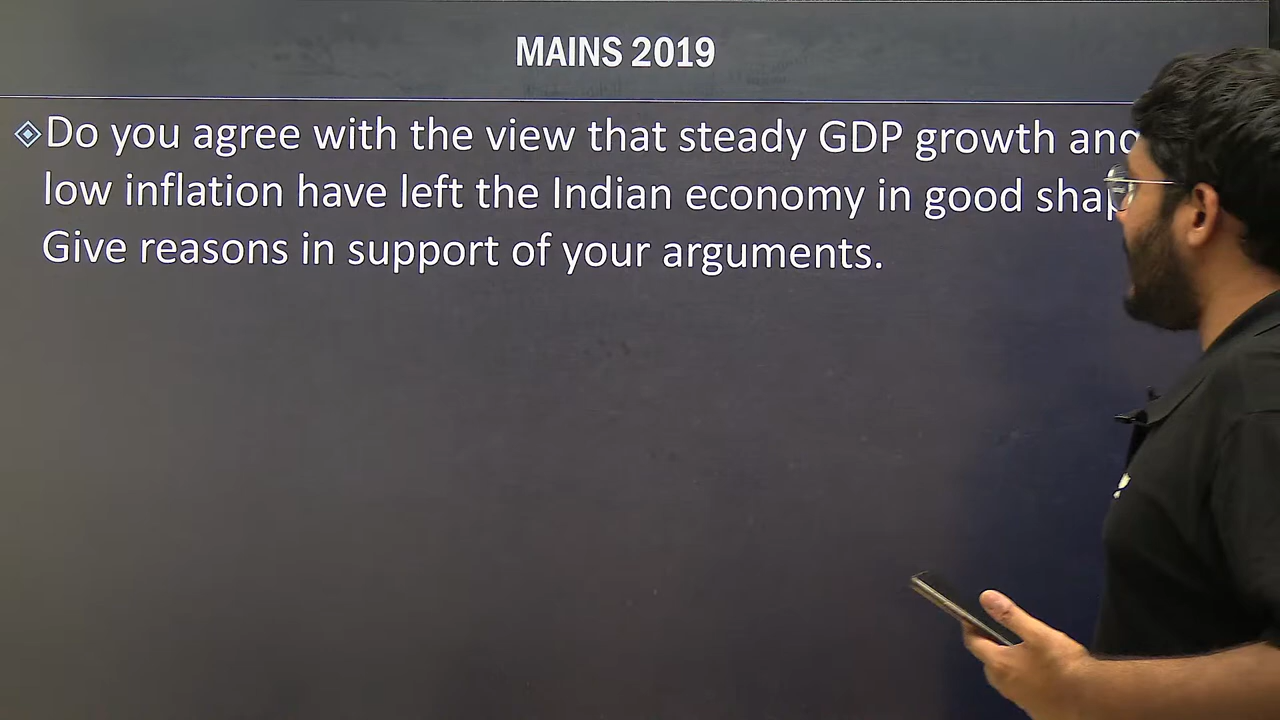 MAINS 2019
Do you agree with the view that steady GDP growth and
low inflation have left the Indian economy in good
Give reasons in support of your arguments.